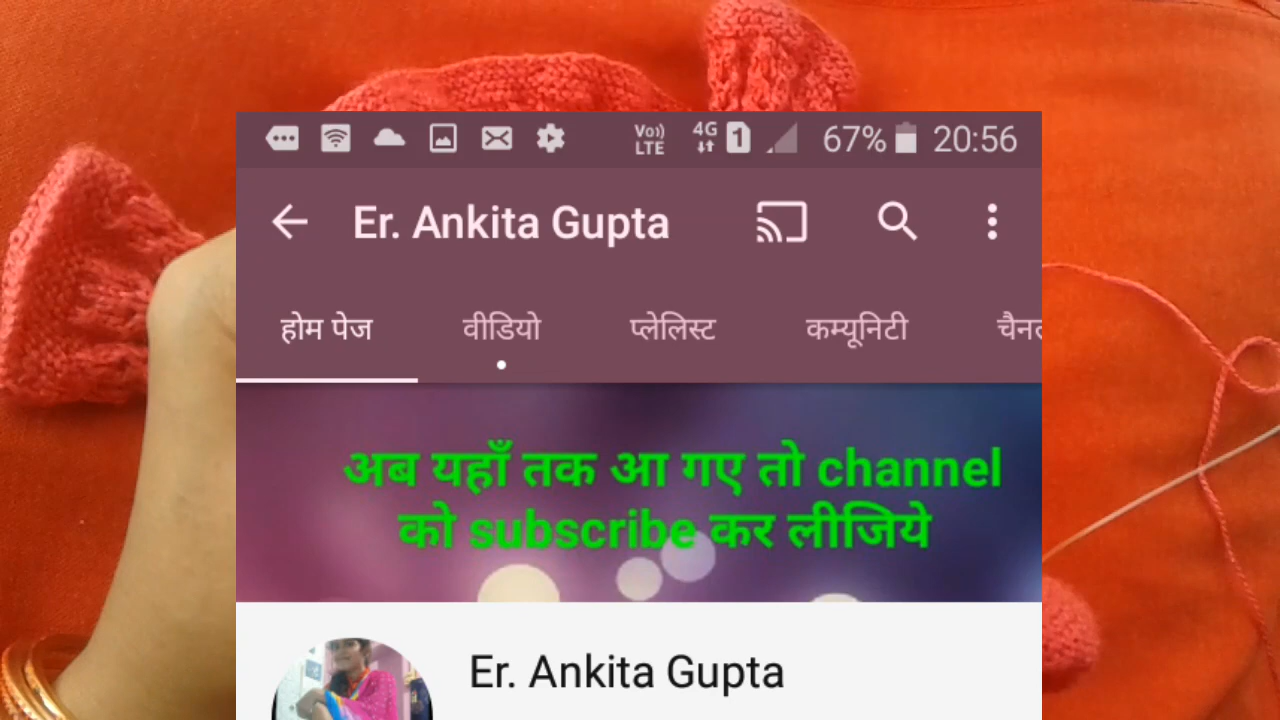 Vo)) LTE 4G 1 67% 20:56
Er. Ankita Gupta
होम पेज वीडियो प्लेलिस्ट कम्यूनिटी
अब यहाँ तक आ गए तो channel
को subscribe कर लीजिये
Er. Ankita Gupta